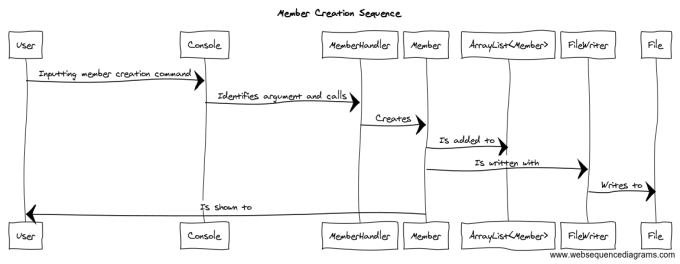 Member Creation Sequence
User Console MemberHandler Member ArrayList<Member> FileWriter File
Inputting member creation command
Identifies argument and calls
Creates
Is added to
Is written with
Writes to
Is shown to
User Console MemberHandler Member ArrayList<Member> FileWriter File
www.websequencediagrams.com